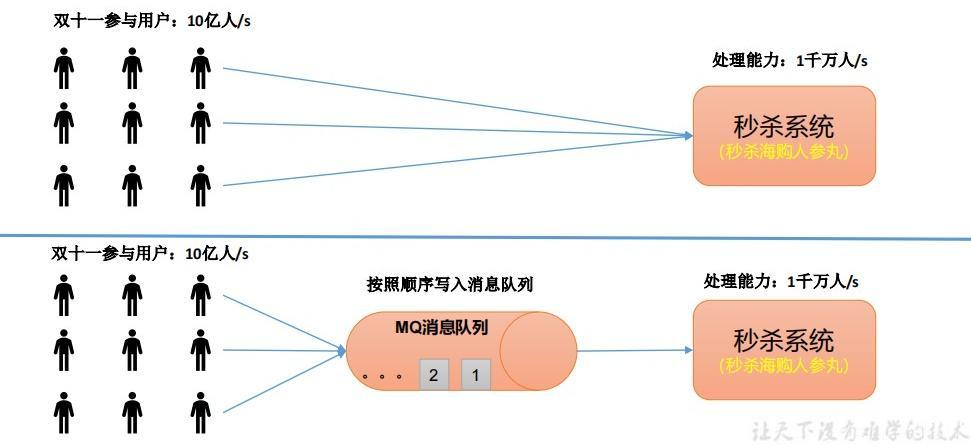 双十一参与用户：10亿人/s
处理能力：1千万人/s
秒杀系统
(秒杀海购人参丸)
双十一参与用户：10亿人/s
按照顺序写入消息队列
处理能力：1千万人/s
MQ消息队列
。。。 2 1
秒杀系统
(秒杀海购人参丸)
让天下没有难学的技术